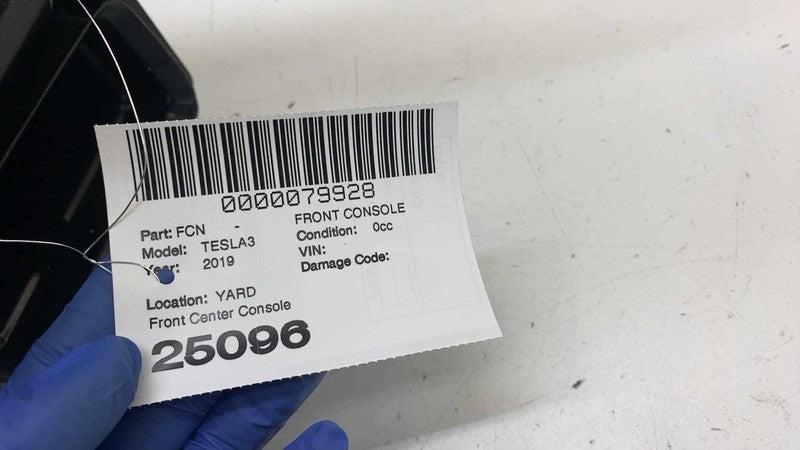 0000079928
Part: FCN - FRONT CONSOLE
Model: TESLA3 Condition: 0cc
Year: 2019 VIN:
Damage Code:
Location: YARD
Front Center Console
25096